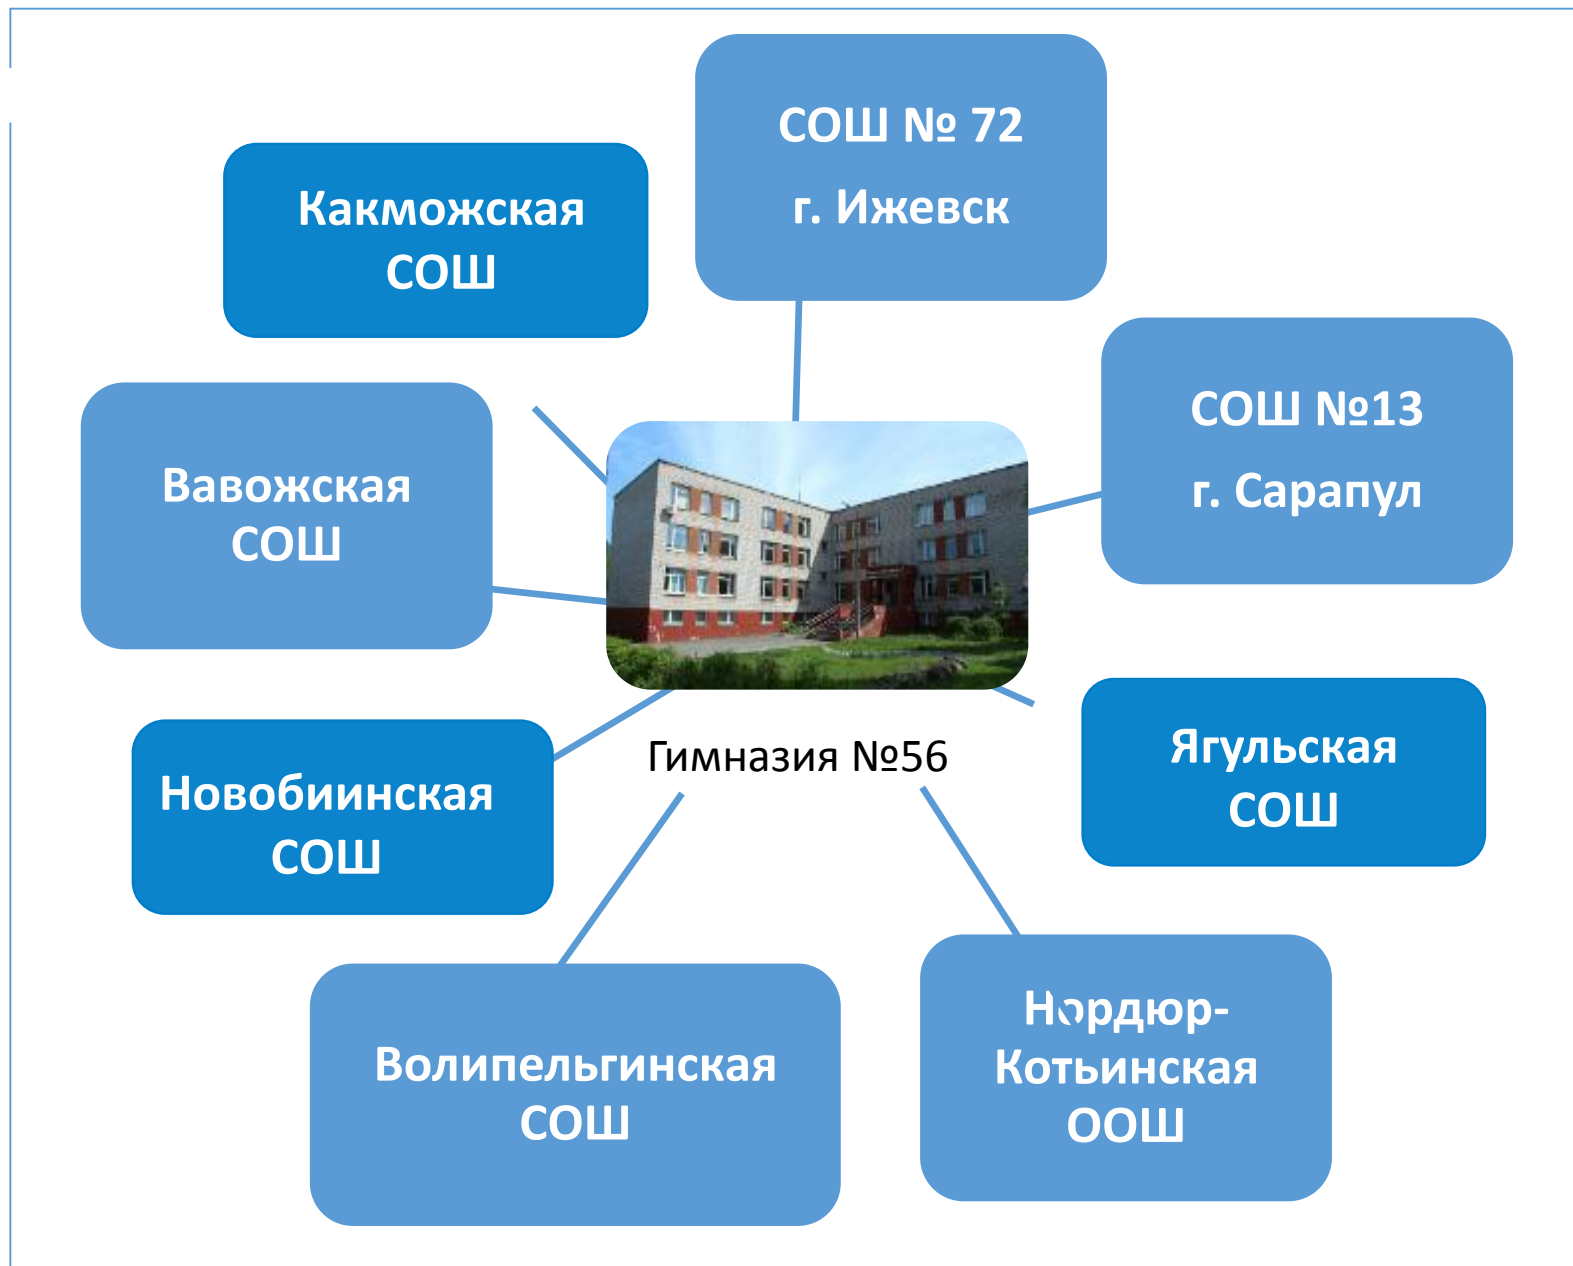 СОШ № 72
г. Ижевск
Какможская
СОШ
СОШ №13
г. Сарапул
Вавожская
СОШ
Гимназия №56
Ягульская
СОШ
Новобиинская
СОШ
Волипельгинская
СОШ
Нордюр-
Котьинская
ООШ